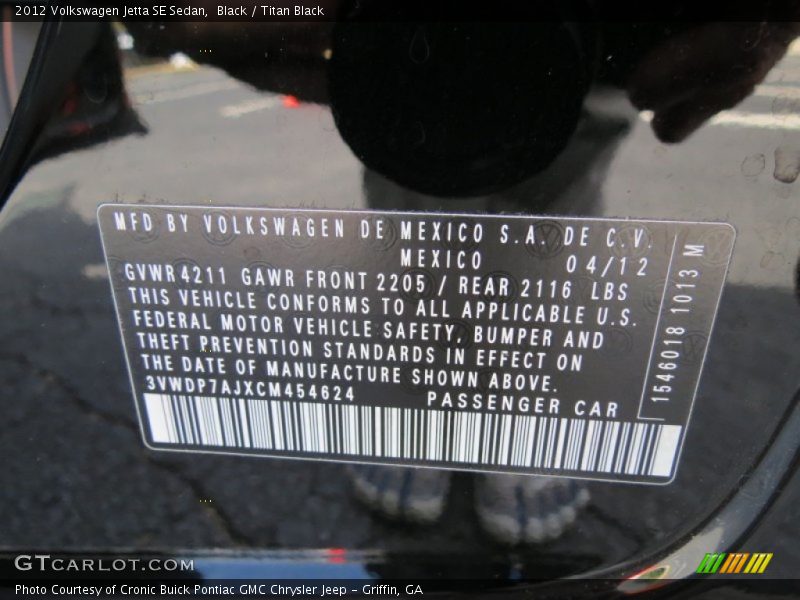 2012 Volkswagen Jetta SE Sedan, Black / Titan Black
MFD BY VOLKSWAGEN DE MEXICO S.A. DE C.V.
MEXICO 04/12
GVWR 4211 GAWR FRONT 2205 / REAR 2116 LBS
THIS VEHICLE CONFORMS TO ALL APPLICABLE U.S.
FEDERAL MOTOR VEHICLE SAFETY, BUMPER AND
THEFT PREVENTION STANDARDS IN EFFECT ON
THE DATE OF MANUFACTURE SHOWN ABOVE.
3VWDP7AJXCM454624 PASSENGER CAR
1546018 1013 M
GTCARLOT.COM
Photo Courtesy of Cronic Buick Pontiac GMC Chrysler Jeep - Griffin, GA